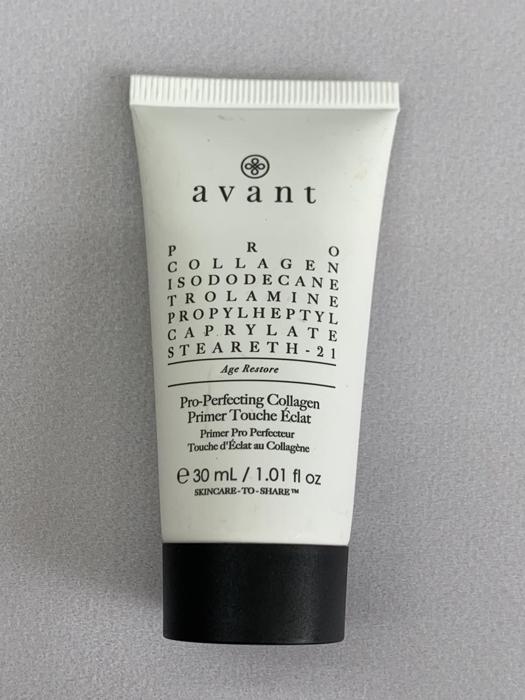 avant
PRO
COLLAGEN
ISODODECANE
TROLAMINE
PROPYLHEPTYL
CAPRYLATE
STEARETH-21
Age Restore
Pro-Perfecting Collagen
Primer Touche Éclat
Primer Pro Perfecteur
Touche d'Éclat au Collagène
℮ 30 mL / 1.01 fl oz
SKINCARE-TO-SHARE™